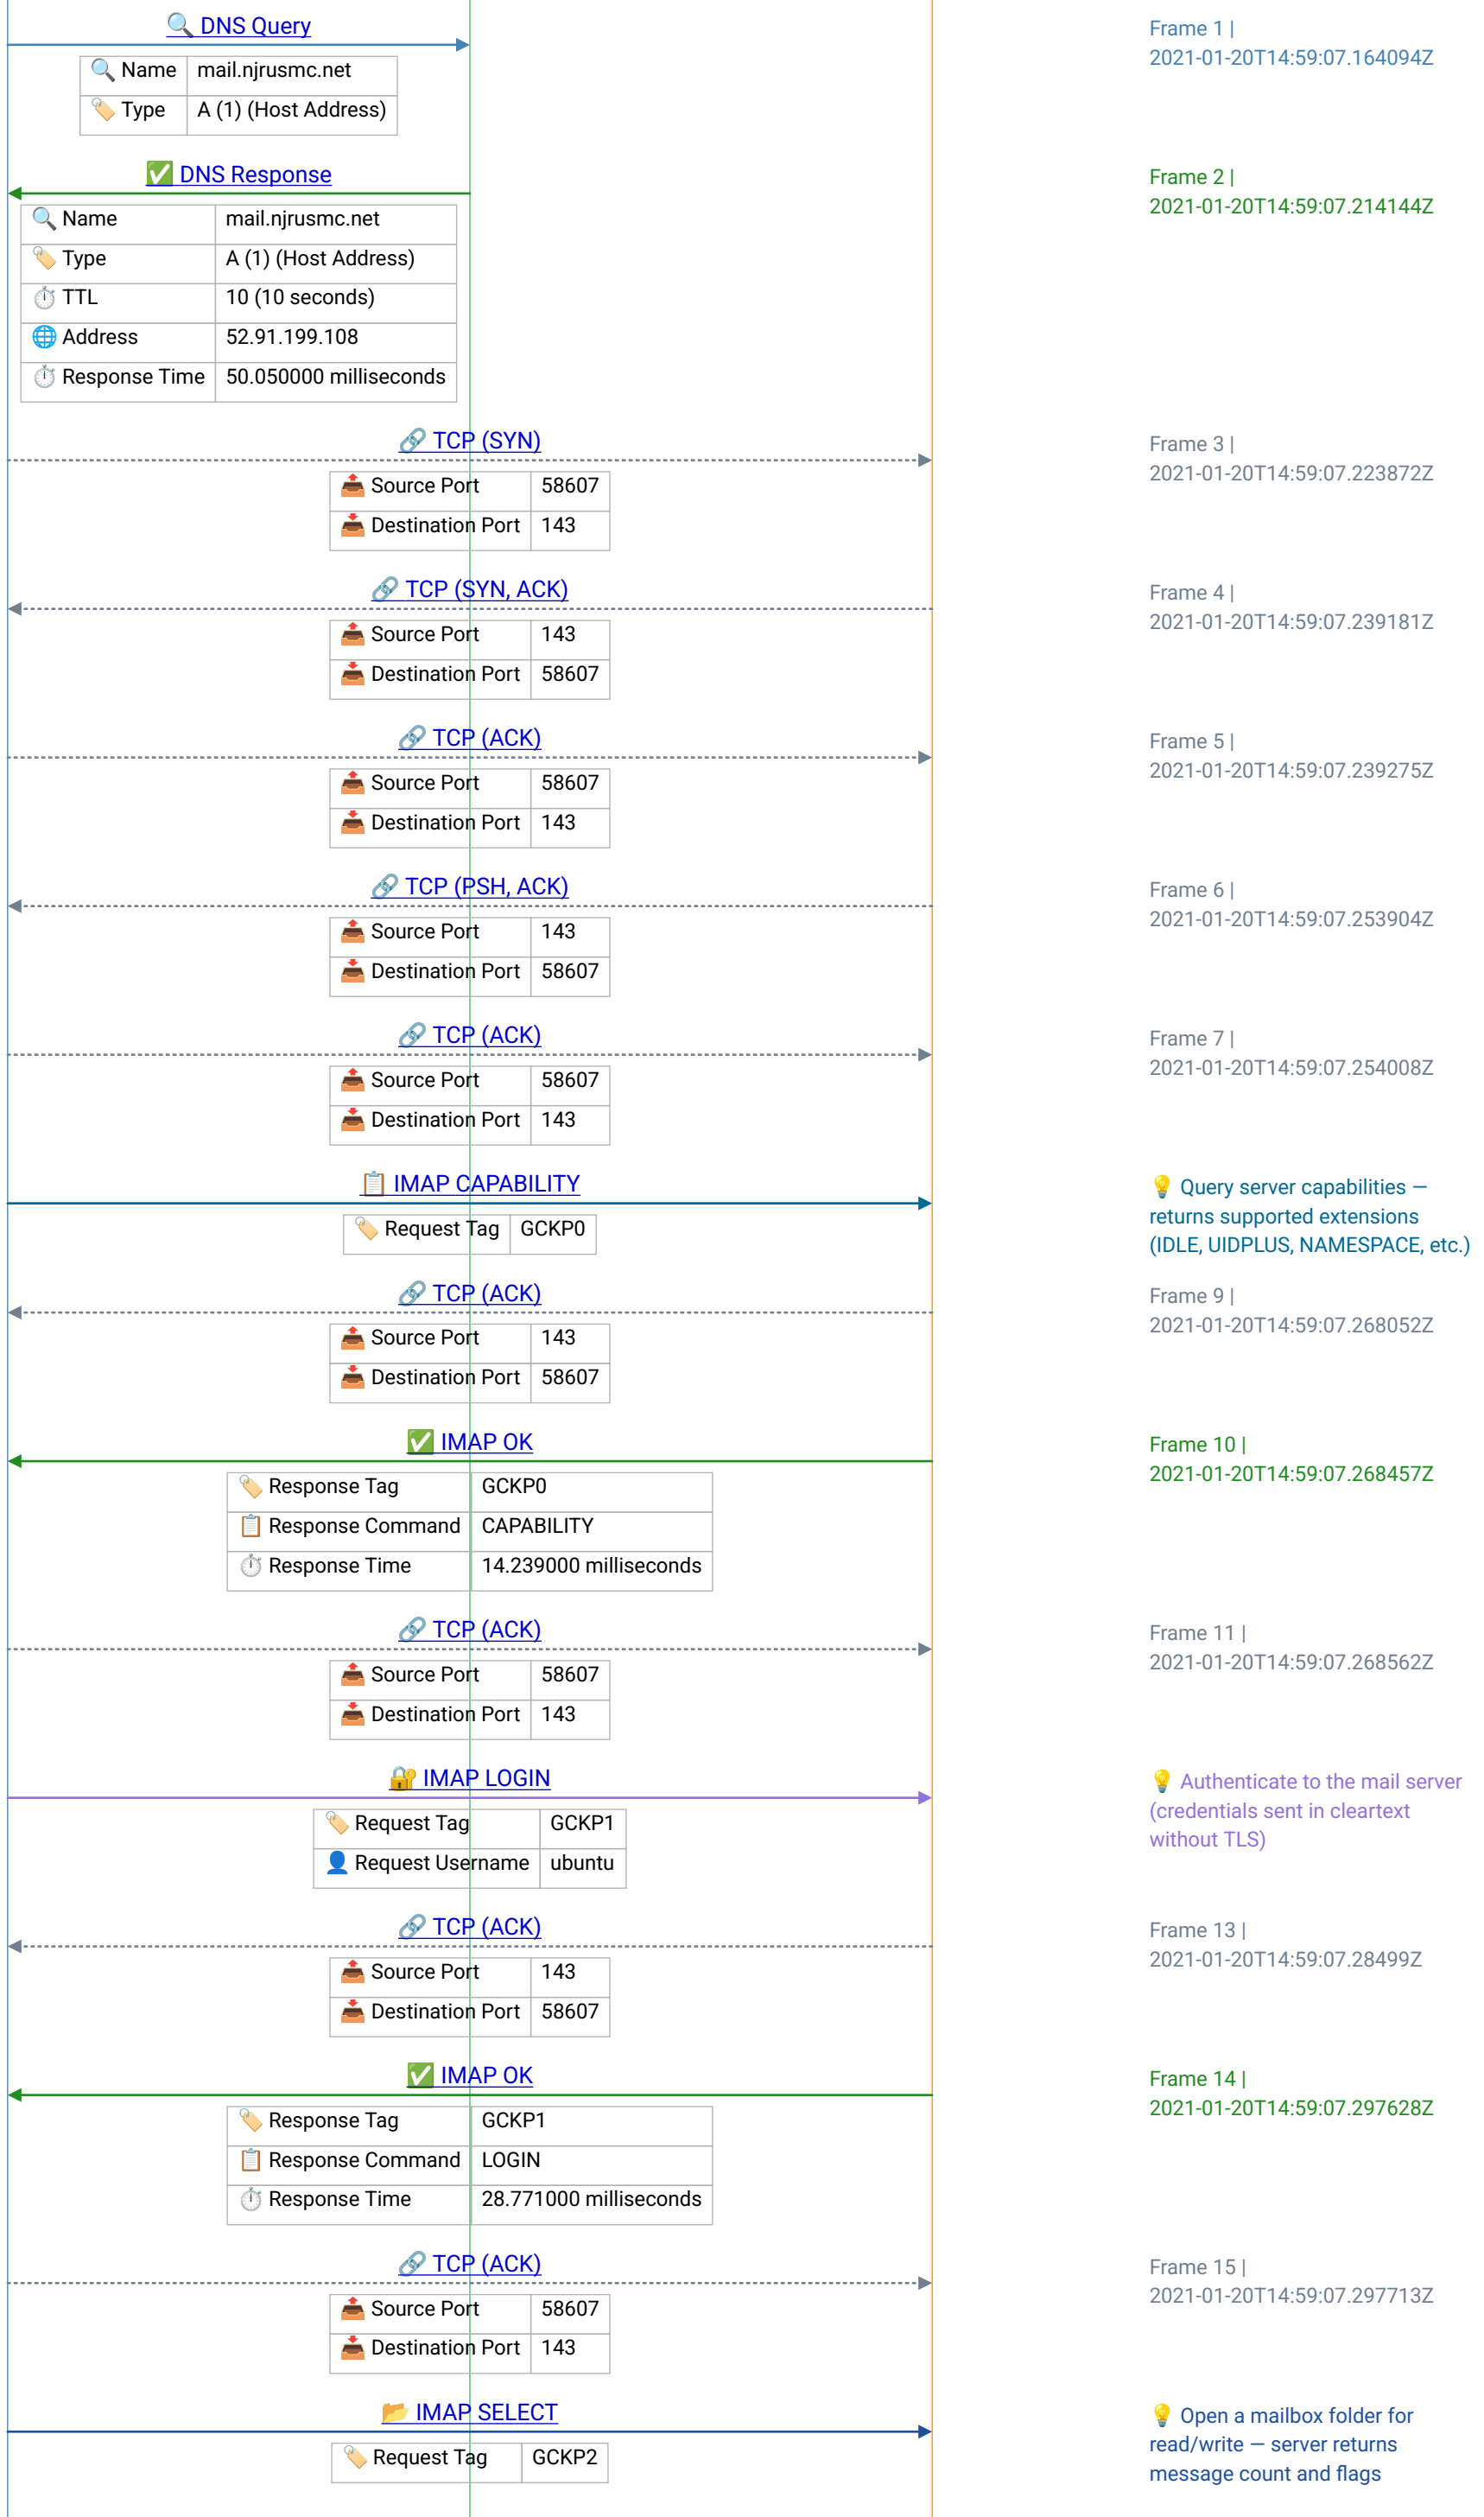 🔍 DNS Query
Frame 1 |
2021-01-20T14:59:07.164094Z
🔍 Name mail.njrusmc.net
🏷️ Type A (1) (Host Address)
✅ DNS Response
Frame 2 |
2021-01-20T14:59:07.214144Z
🔍 Name mail.njrusmc.net
🏷️ Type A (1) (Host Address)
⏱️ TTL 10 (10 seconds)
🌐 Address 52.91.199.108
⏱️ Response Time 50.050000 milliseconds
🔗 TCP (SYN)
Frame 3 |
2021-01-20T14:59:07.223872Z
📤 Source Port 58607
📥 Destination Port 143
🔗 TCP (SYN, ACK)
Frame 4 |
2021-01-20T14:59:07.239181Z
📤 Source Port 143
📥 Destination Port 58607
🔗 TCP (ACK)
Frame 5 |
2021-01-20T14:59:07.239275Z
📤 Source Port 58607
📥 Destination Port 143
🔗 TCP (PSH, ACK)
Frame 6 |
2021-01-20T14:59:07.253904Z
📤 Source Port 143
📥 Destination Port 58607
🔗 TCP (ACK)
Frame 7 |
2021-01-20T14:59:07.254008Z
📤 Source Port 58607
📥 Destination Port 143
📋 IMAP CAPABILITY
💡 Query server capabilities —
returns supported extensions
(IDLE, UIDPLUS, NAMESPACE, etc.)
🏷️ Request Tag GCKP0
🔗 TCP (ACK)
Frame 9 |
2021-01-20T14:59:07.268052Z
📤 Source Port 143
📥 Destination Port 58607
✅ IMAP OK
Frame 10 |
2021-01-20T14:59:07.268457Z
🏷️ Response Tag GCKP0
📋 Response Command CAPABILITY
⏱️ Response Time 14.239000 milliseconds
🔗 TCP (ACK)
Frame 11 |
2021-01-20T14:59:07.268562Z
📤 Source Port 58607
📥 Destination Port 143
🔐 IMAP LOGIN
💡 Authenticate to the mail server
(credentials sent in cleartext
without TLS)
🏷️ Request Tag GCKP1
👤 Request Username ubuntu
🔗 TCP (ACK)
Frame 13 |
2021-01-20T14:59:07.28499Z
📤 Source Port 143
📥 Destination Port 58607
✅ IMAP OK
Frame 14 |
2021-01-20T14:59:07.297628Z
🏷️ Response Tag GCKP1
📋 Response Command LOGIN
⏱️ Response Time 28.771000 milliseconds
🔗 TCP (ACK)
Frame 15 |
2021-01-20T14:59:07.297713Z
📤 Source Port 58607
📥 Destination Port 143
📂 IMAP SELECT
💡 Open a mailbox folder for
read/write — server returns
message count and flags
🏷️ Request Tag GCKP2